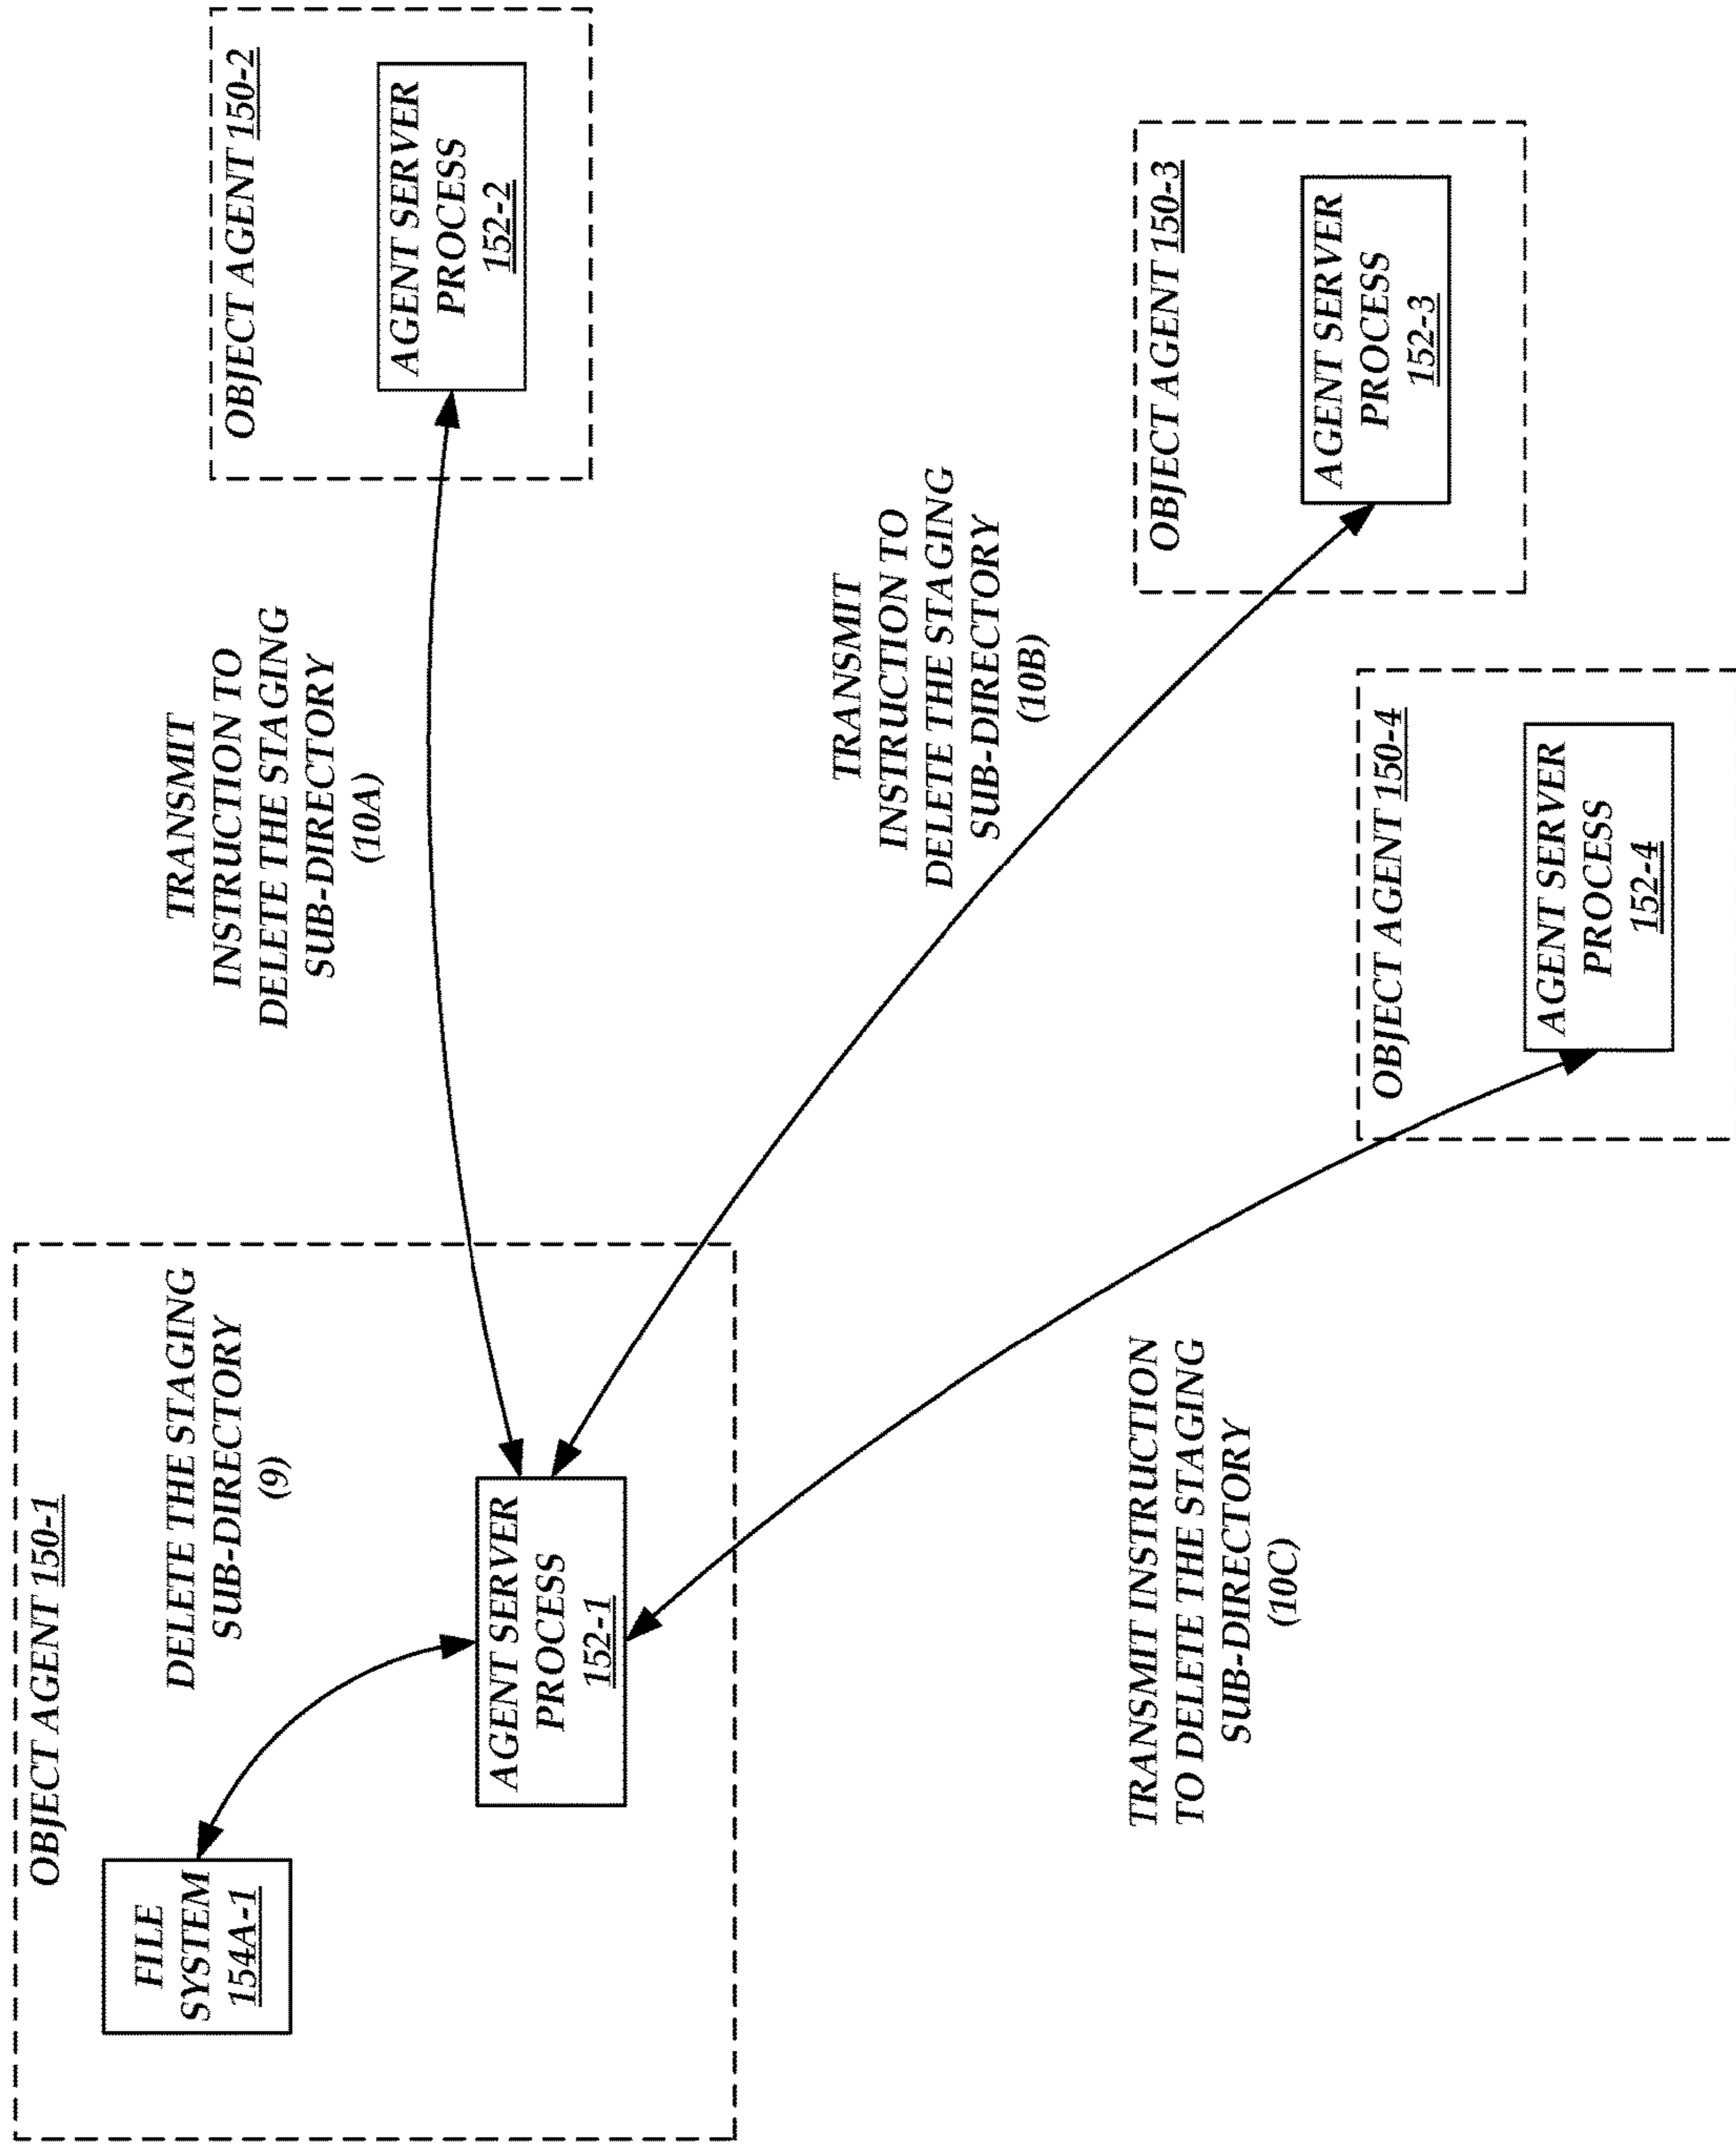 OBJECT AGENT 150-1
FILE
SYSTEM
154A-1
DELETE THE STAGING
SUB-DIRECTORY
(9)
AGENT SERVER
PROCESS
152-1
TRANSMIT
INSTRUCTION TO
DELETE THE STAGING
SUB-DIRECTORY
(10A)
OBJECT AGENT 150-2
AGENT SERVER
PROCESS
152-2
TRANSMIT
INSTRUCTION TO
DELETE THE STAGING
SUB-DIRECTORY
(10B)
OBJECT AGENT 150-3
AGENT SERVER
PROCESS
152-3
TRANSMIT INSTRUCTION
TO DELETE THE STAGING
SUB-DIRECTORY
(10C)
OBJECT AGENT 150-4
AGENT SERVER
PROCESS
152-4